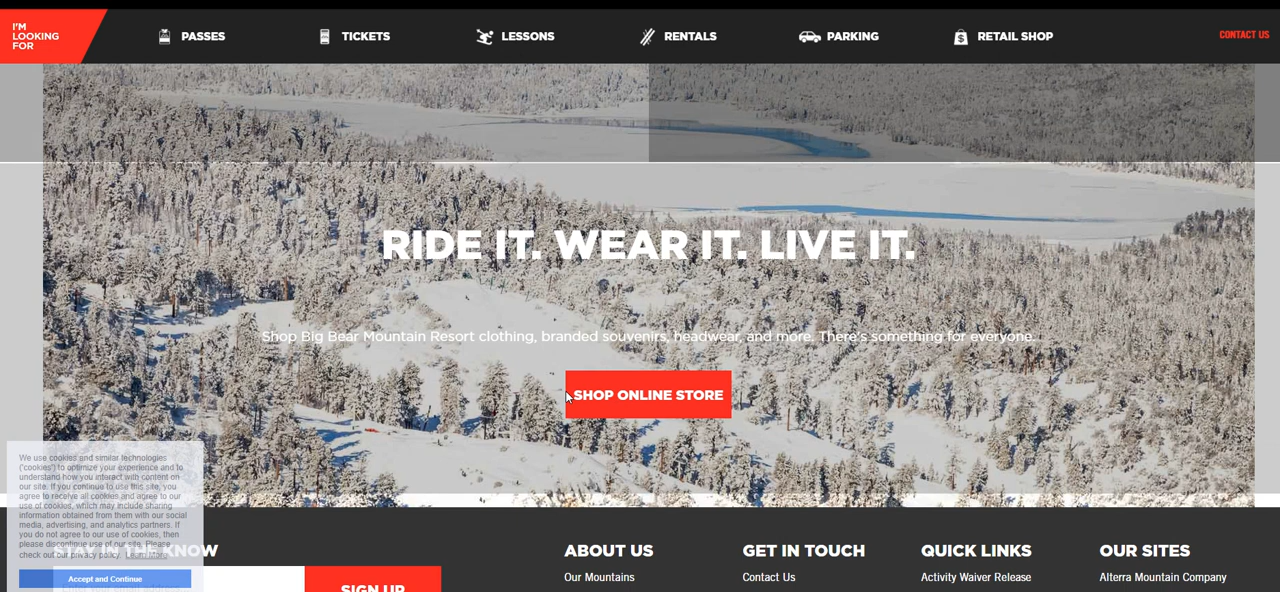 I'M
LOOKING
FOR
PASSES
TICKETS
LESSONS
RENTALS
PARKING
RETAIL SHOP
CONTACT US
RIDE IT. WEAR IT. LIVE IT.
Shop Big Bear Mountain Resort clothing, branded souvenirs, headwear, and more. There's something for everyone.
SHOP ONLINE STORE
We use cookies and similar technologies
('cookies') to optimize your experience and to
understand how you interact with content on
our site. If you continue to use this site, you
agree to receive all cookies and agree to our
use of cookies, which may include sharing
information obtained from them with our social
media, advertising, and analytics partners. If
you do not agree to our use of cookies, then
please discontinue use of our site. Please
check out our privacy policy. Learn More
Accept and Continue
STAY IN THE KNOW
SIGN UP
ABOUT US
Our Mountains
GET IN TOUCH
Contact Us
QUICK LINKS
Activity Waiver Release
OUR SITES
Alterra Mountain Company